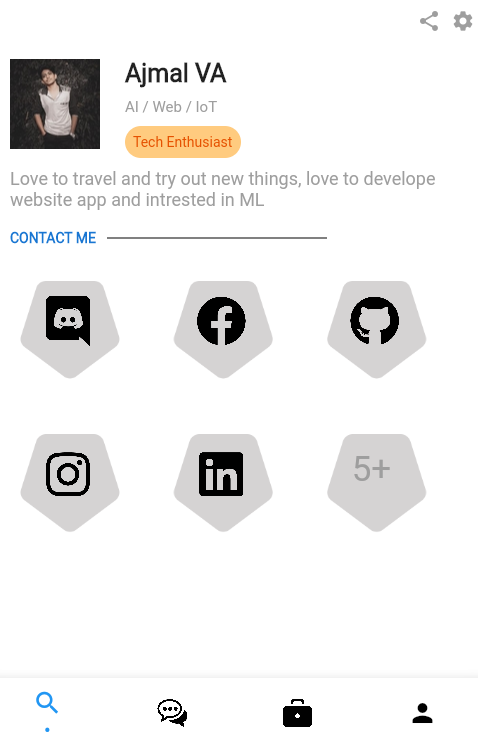 Ajmal VA
AI / Web / IoT
Tech Enthusiast
Love to travel and try out new things, love to develope
website app and intrested in ML
CONTACT ME
in
5+